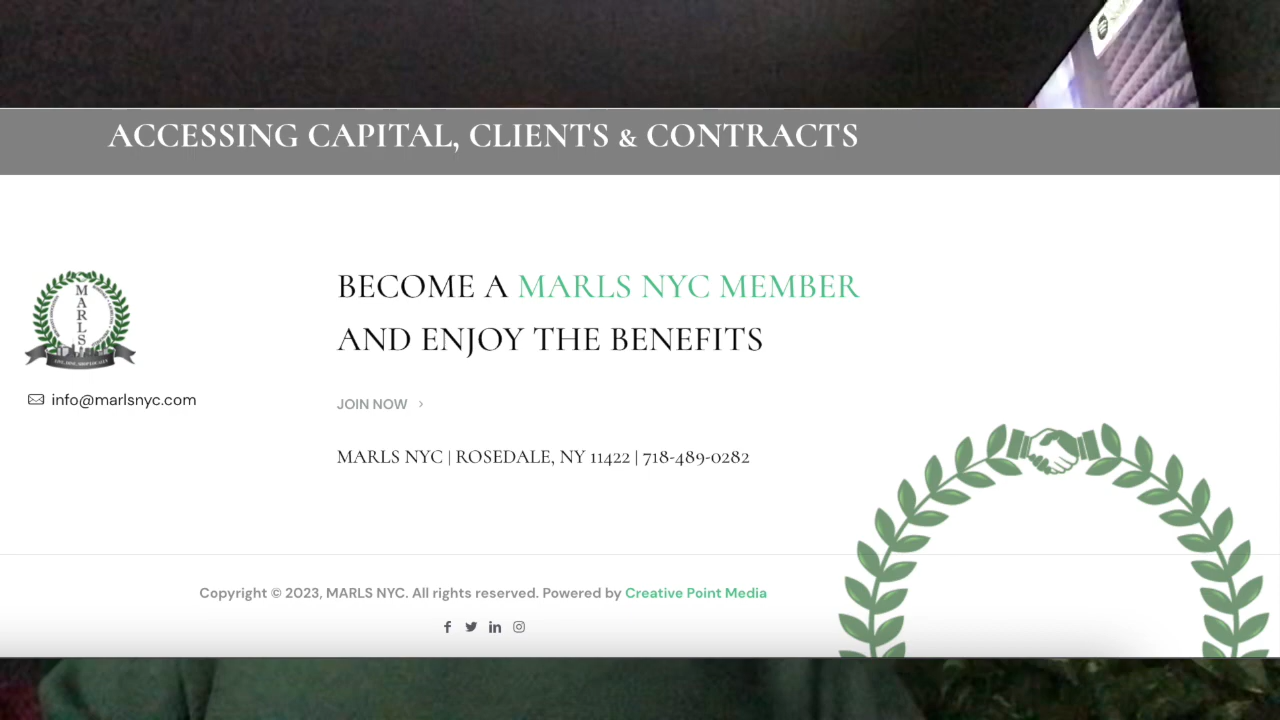 ACCESSING CAPITAL, CLIENTS & CONTRACTS
BECOME A MARLS NYC MEMBER
AND ENJOY THE BENEFITS
MARLS
info@marlsnyc.com
JOIN NOW >
MARLS NYC | ROSEDALE, NY 11422 | 718-489-0282
Copyright © 2023, MARLS NYC. All rights reserved. Powered by Creative Point Media